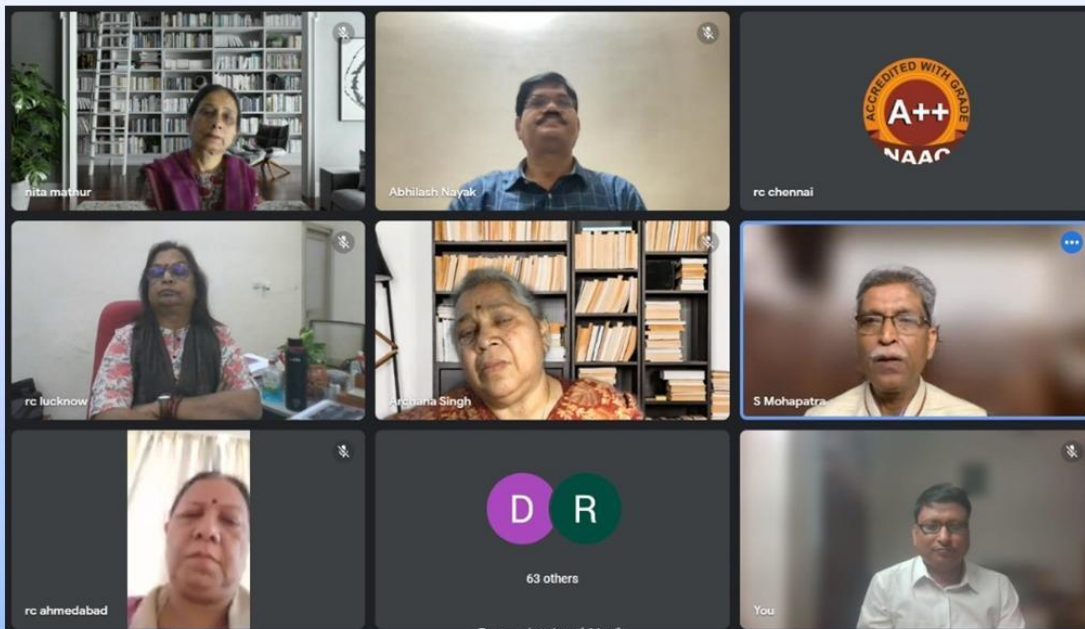 nita mathur
Abhilash Nayak
ACCREDITED WITH GRADE
A++
NAAC
rc chennai
rc lucknow
Archana Singh
S Mohapatra
rc ahmedabad
D R
63 others
You